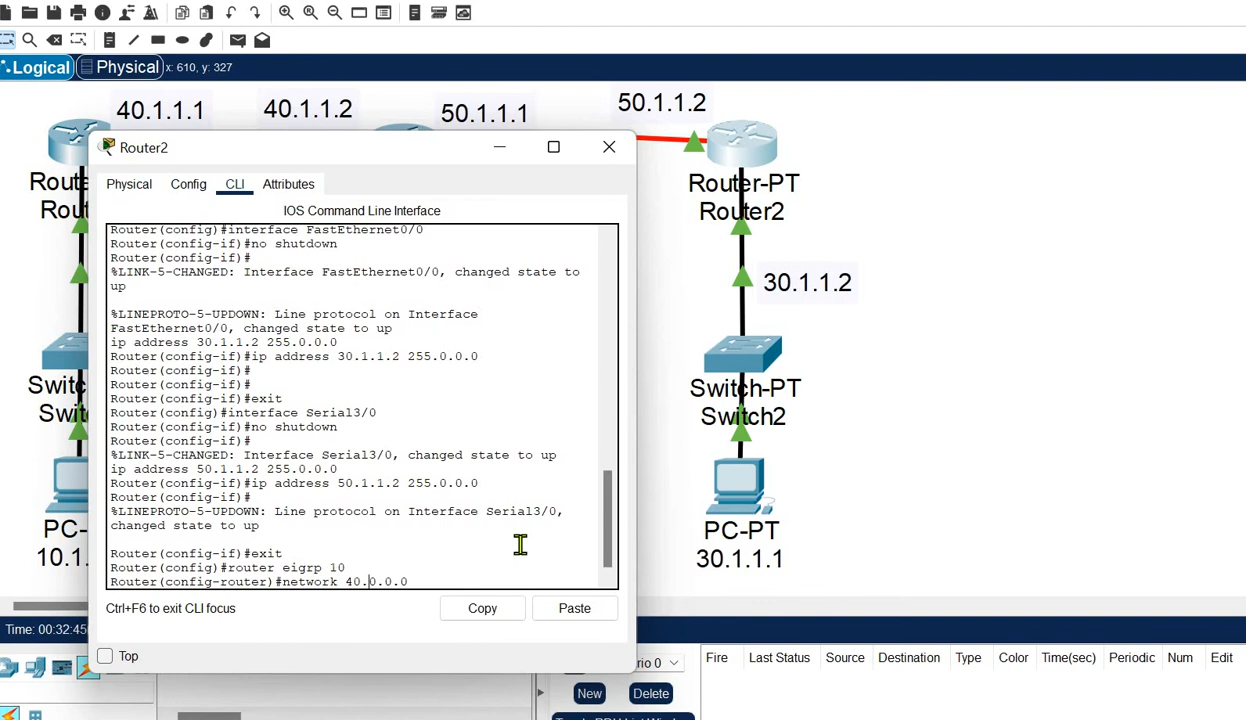 Logical
Physical
x: 610, y: 327
40.1.1.1
40.1.1.2
50.1.1.1
50.1.1.2
Router2
Physical
Config
CLI
Attributes
IOS Command Line Interface
Router(config)#interface FastEthernet0/0
Router(config-if)#no shutdown
Router(config-if)#
%LINK-5-CHANGED: Interface FastEthernet0/0, changed state to
up
%LINEPROTO-5-UPDOWN: Line protocol on Interface
FastEthernet0/0, changed state to up
ip address 30.1.1.2 255.0.0.0
Router(config-if)#ip address 30.1.1.2 255.0.0.0
Router(config-if)#
Router(config-if)#
Router(config-if)#exit
Router(config)#interface Serial3/0
Router(config-if)#no shutdown
Router(config-if)#
%LINK-5-CHANGED: Interface Serial3/0, changed state to up
ip address 50.1.1.2 255.0.0.0
Router(config-if)#ip address 50.1.1.2 255.0.0.0
Router(config-if)#
%LINEPROTO-5-UPDOWN: Line protocol on Interface Serial3/0,
changed state to up
Router(config-if)#exit
Router(config)#router eigrp 10
Router(config-router)#network 40.0.0.0
Ctrl+F6 to exit CLI focus
Copy
Paste
Top
Route
Rout
Switch
Swit
PC-
10.1
Router-PT
Router2
30.1.1.2
Switch-PT
Switch2
PC-PT
30.1.1.1
Time: 00:32:45
rio 0
New
Delete
Fire
Last Status
Source
Destination
Type
Color
Time(sec)
Periodic
Num
Edit